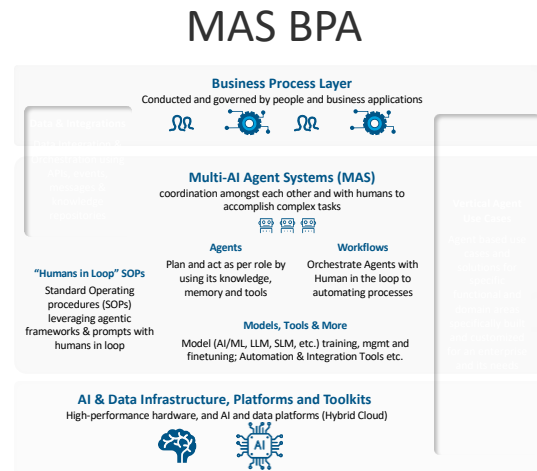 MAS BPA
Business Process Layer
Conducted and governed by people and business applications
Multi-AI Agent Systems (MAS)
coordination amongst each other and with humans to
accomplish complex tasks
Agents
Plan and act as per role by
using its knowledge,
memory and tools
Workflows
Orchestrate Agents with
Human in the loop to
automating processes
“Humans in Loop” SOPs
Standard Operating
procedures (SOPs)
leveraging agentic
frameworks & prompts with
humans in loop
Models, Tools & More
Model (AI/ML, LLM, SLM, etc.) training, mgmt and
finetuning; Automation & Integration Tools etc.
AI & Data Infrastructure, Platforms and Toolkits
High-performance hardware, and AI and data platforms (Hybrid Cloud)
AI